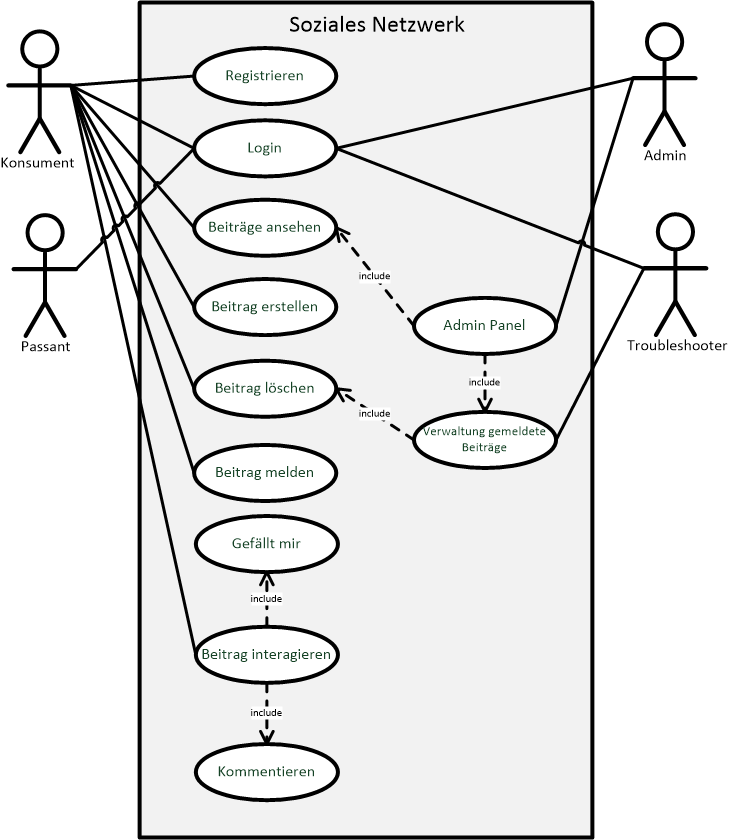 Soziales Netzwerk
Registrieren
Login
Konsument
Admin
Beiträge ansehen
include
Beitrag erstellen
Admin Panel
Passant
Troubleshooter
include
Beitrag löschen
include
Verwaltung gemeldete
Beiträge
Beitrag melden
Gefällt mir
include
Beitrag interagieren
include
Kommentieren